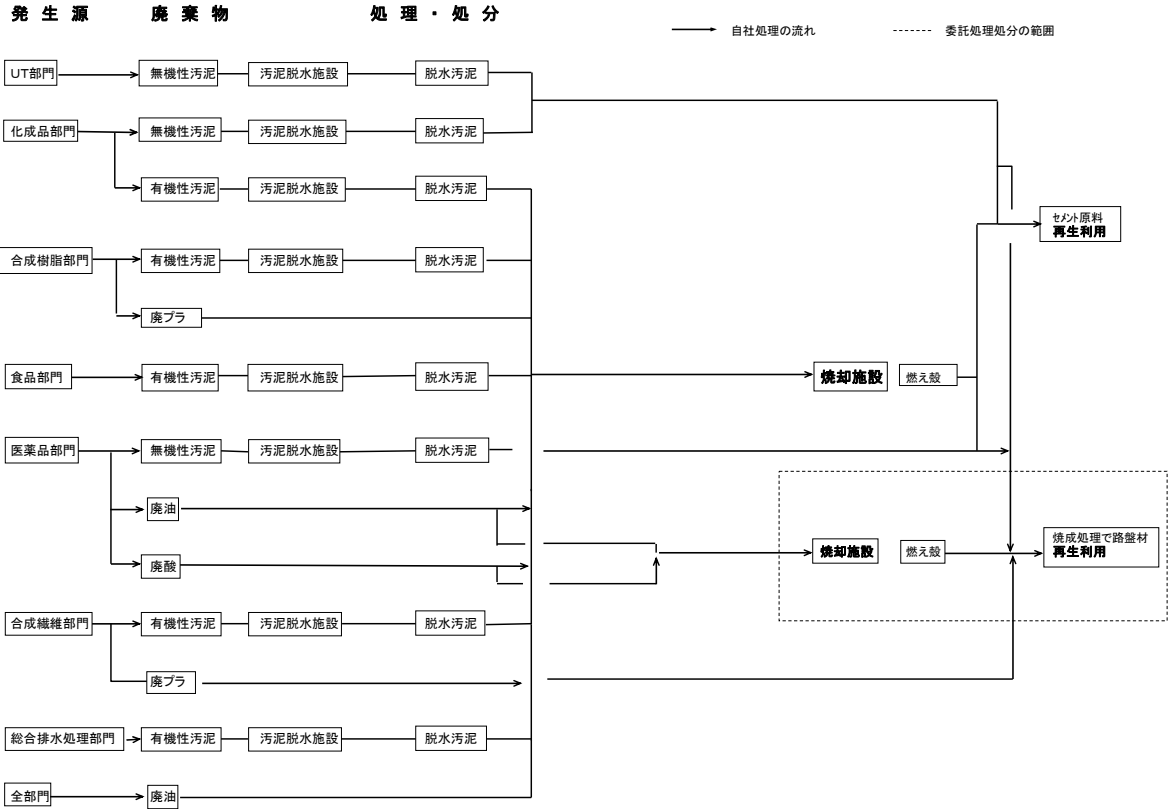 発生源 廃棄物 処理・処分
自社処理の流れ 委託処理処分の範囲
UT部門 無機性汚泥 汚泥脱水施設 脱水汚泥
化成品部門 無機性汚泥 汚泥脱水施設 脱水汚泥
有機性汚泥 汚泥脱水施設 脱水汚泥
セメント原料
再生利用
合成樹脂部門 有機性汚泥 汚泥脱水施設 脱水汚泥
廃プラ
食品部門 有機性汚泥 汚泥脱水施設 脱水汚泥 焼却施設 燃え殻
医薬品部門 無機性汚泥 汚泥脱水施設 脱水汚泥
廃油
焼却施設 燃え殻 焼成処理で路盤材
再生利用
廃酸
合成繊維部門 有機性汚泥 汚泥脱水施設 脱水汚泥
廃プラ
総合排水処理部門 有機性汚泥 汚泥脱水施設 脱水汚泥
全部門 廃油